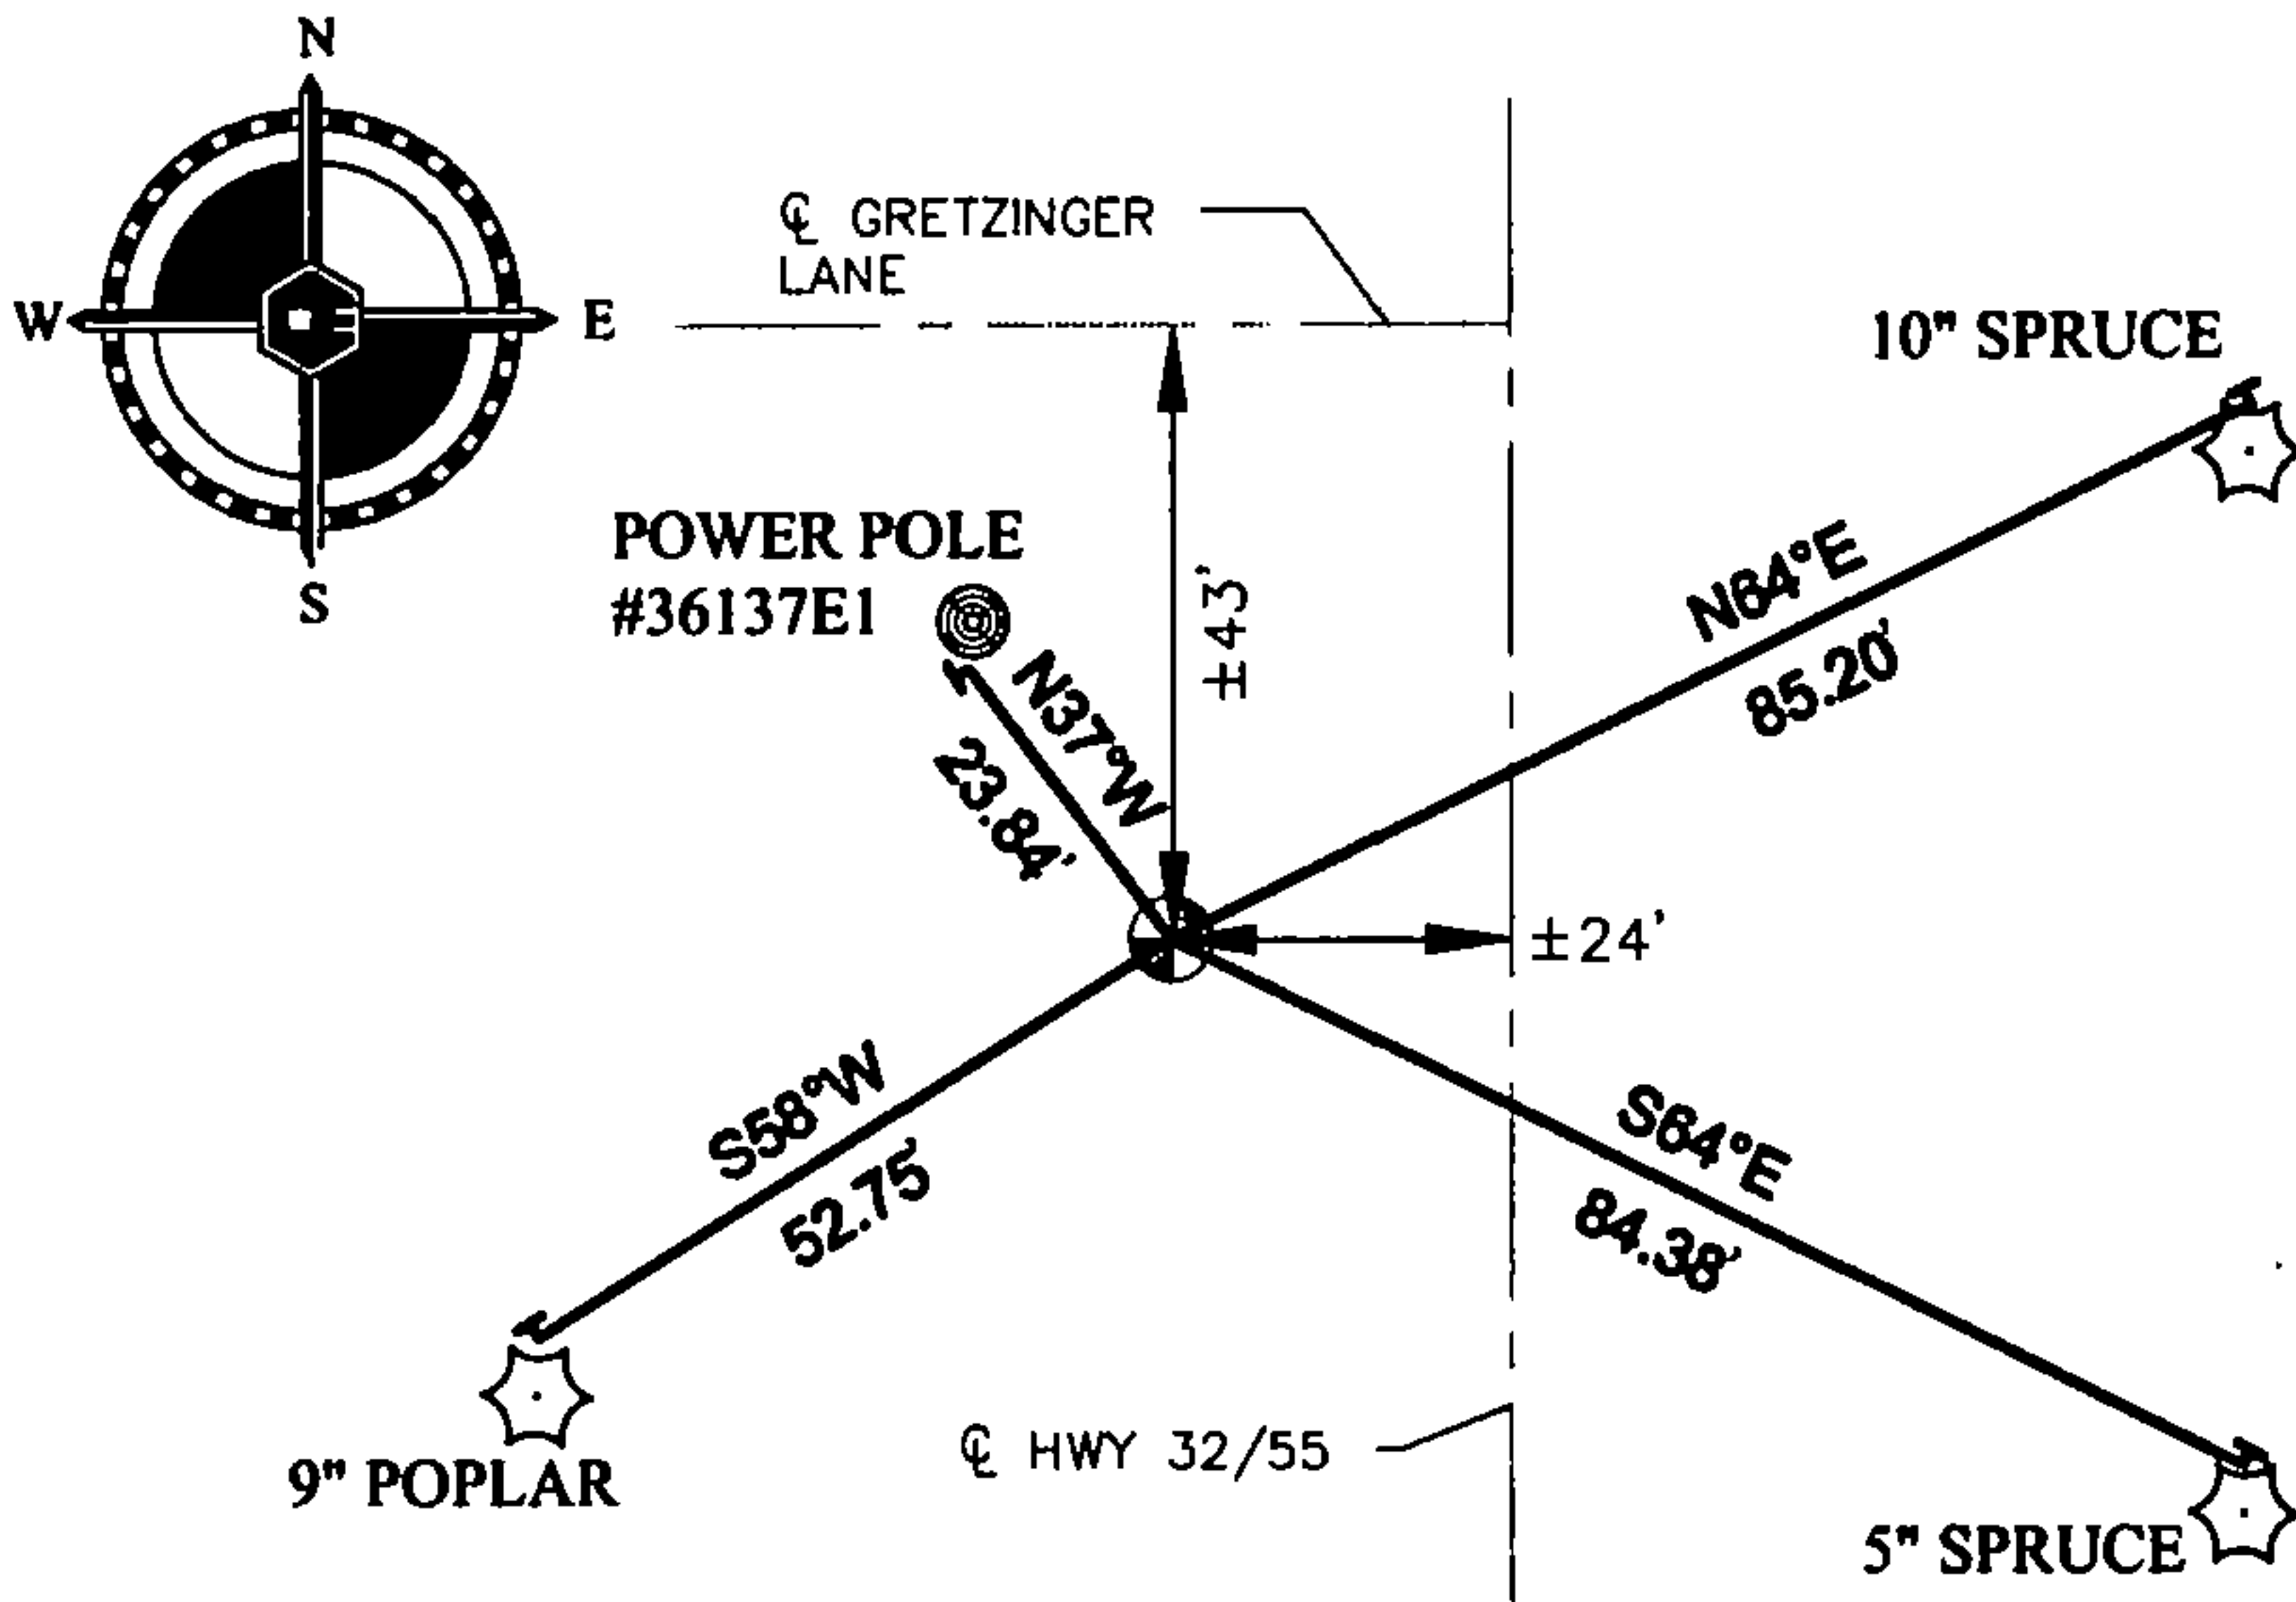 N
W
E
S
℄ GRETZINGER
LANE
10" SPRUCE
POWER POLE
#36137E1
±43'
N64°E
85.20'
N37°W
23.84'
±24'
S58°W
52.75'
S64°E
84.38'
℄ HWY 32/55
9" POPLAR
5" SPRUCE